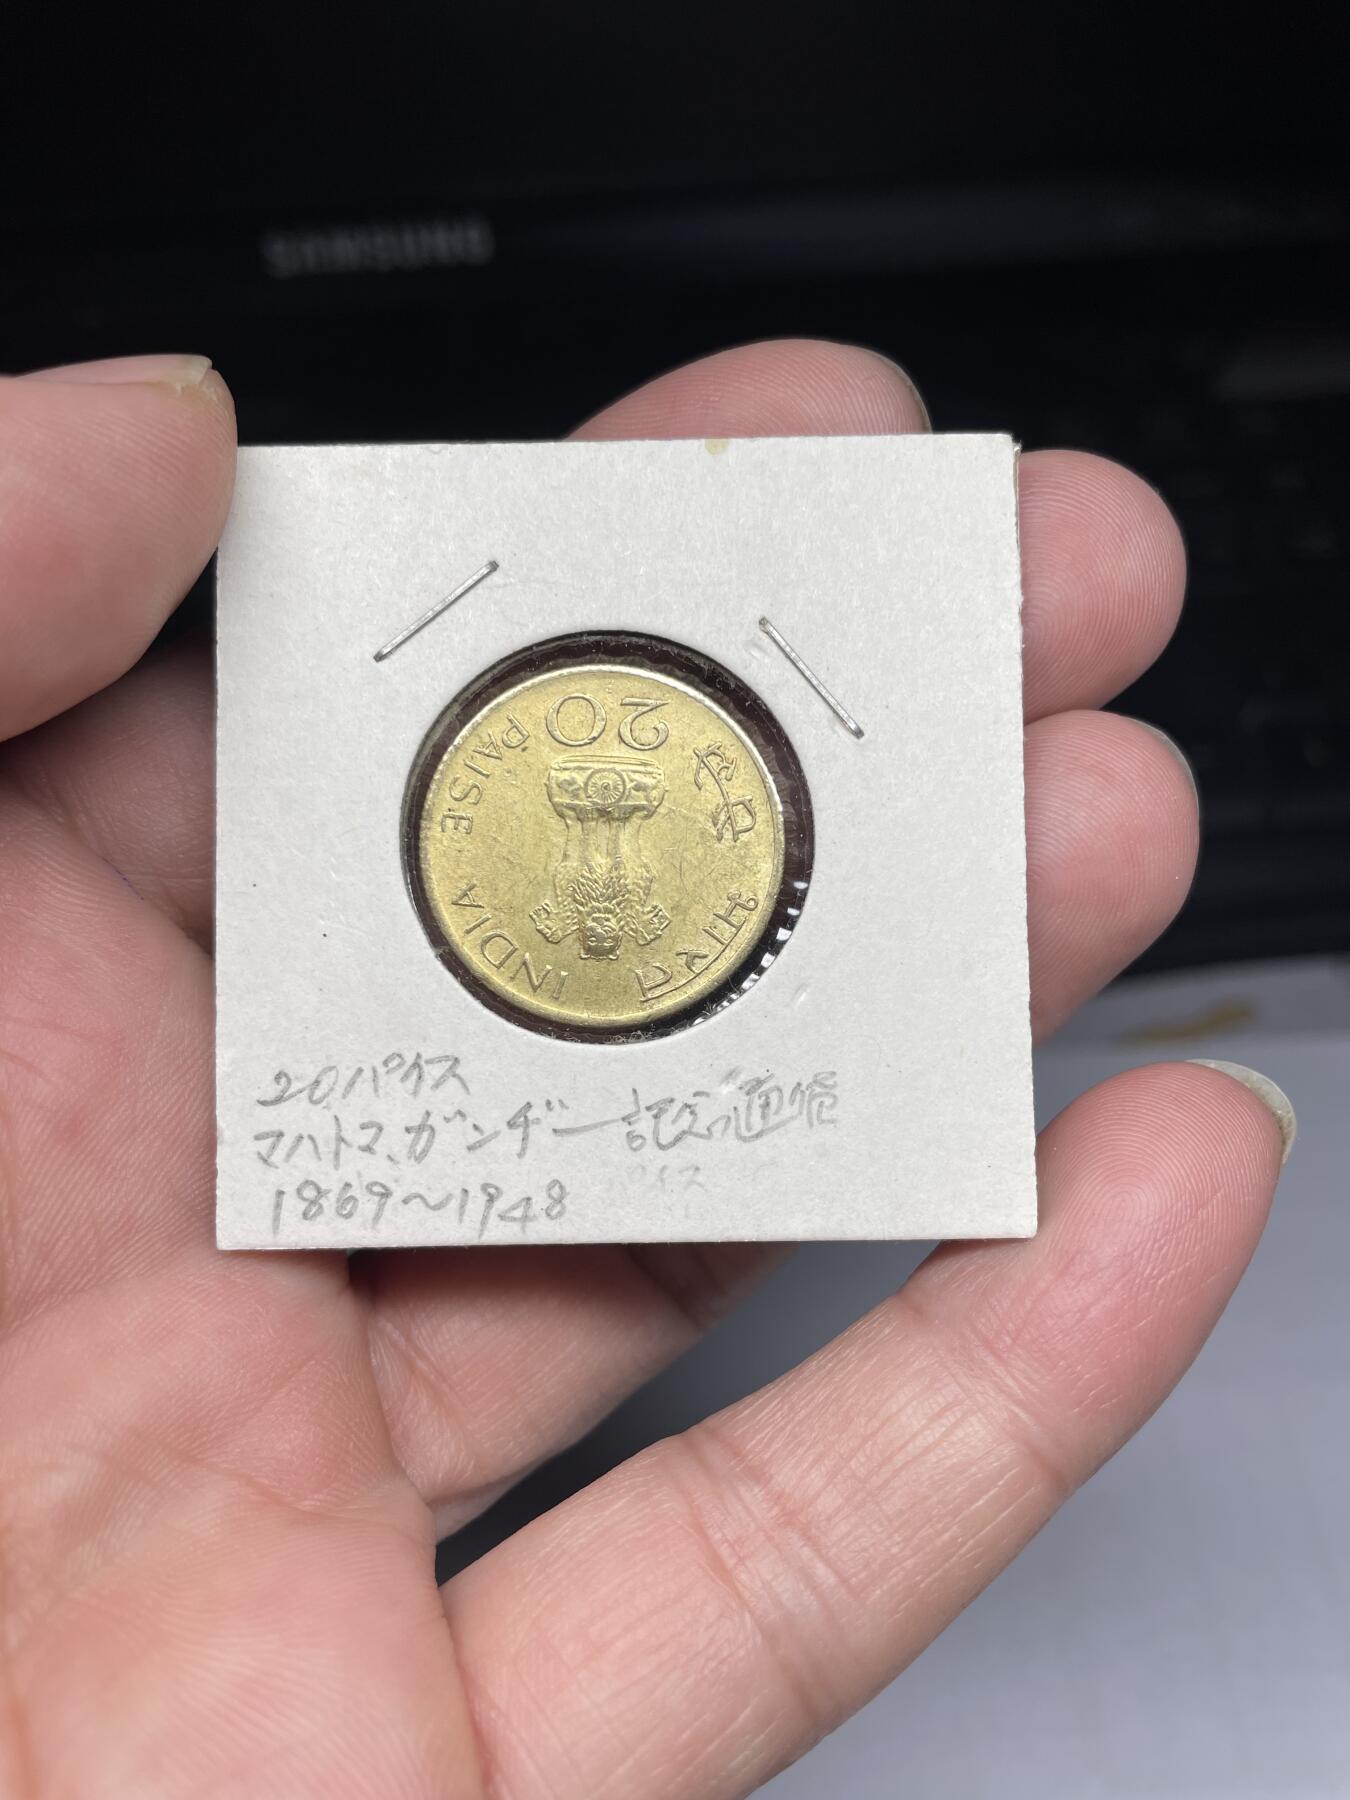 SAMSUNG
20
PAISE
INDIA
भारत
पैसे
20パイス
マハトマ、ガンヂー記念通貨
1869〜1948
パイス